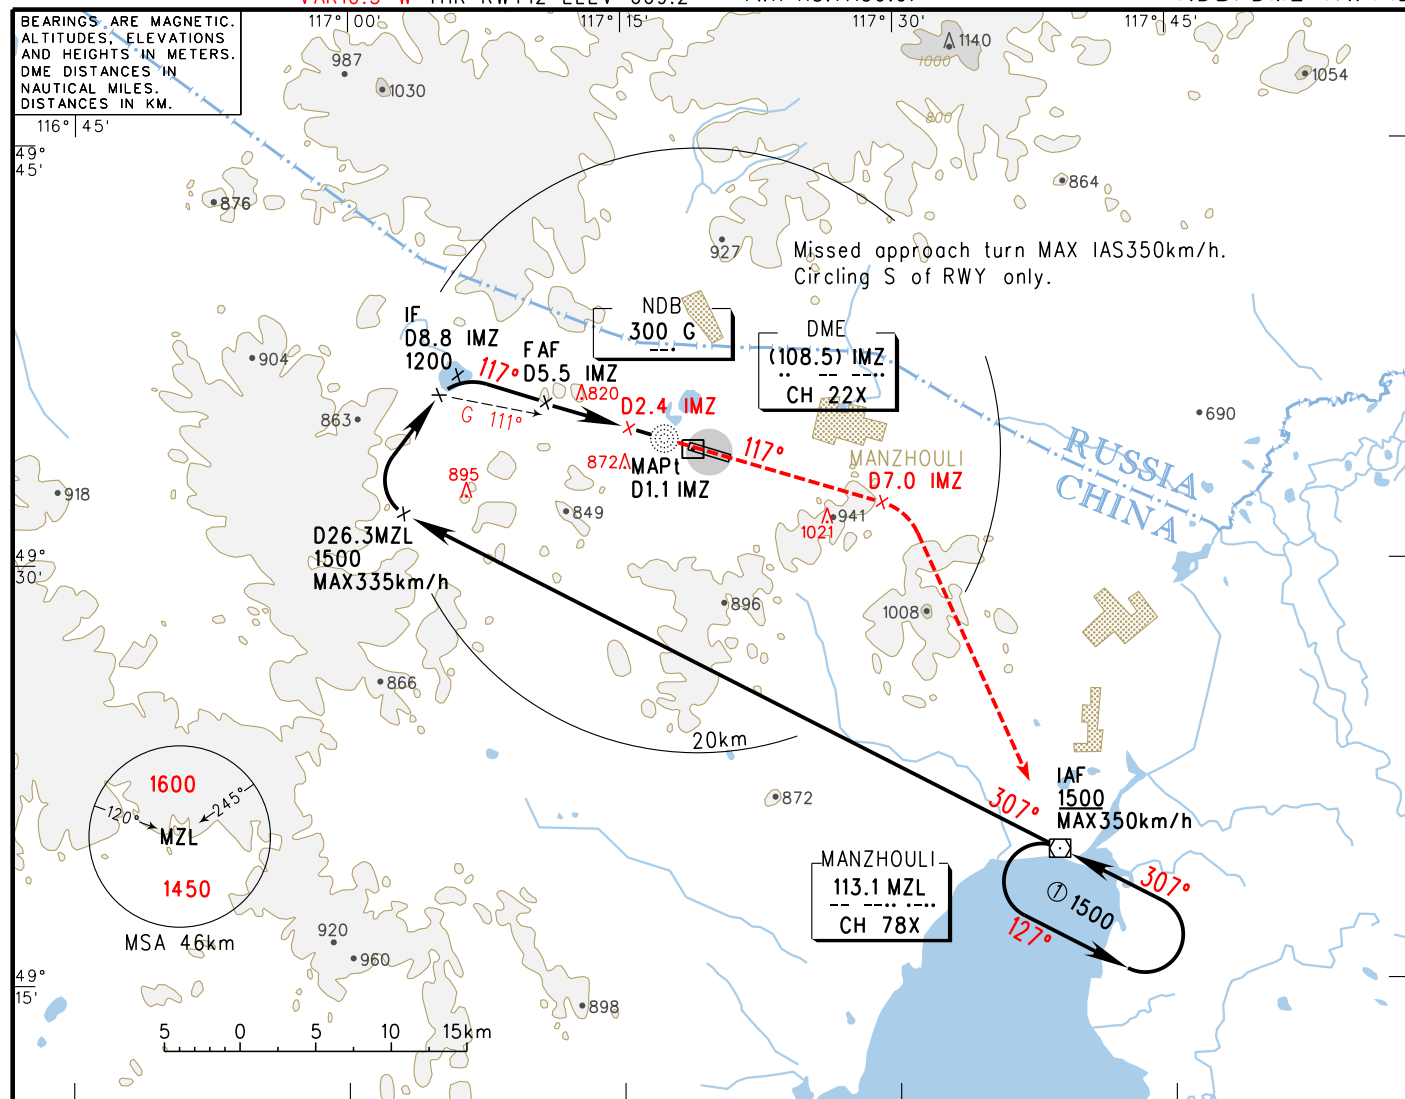 117° 00'
117° 15'
117° 30'
117° 45'
BEARINGS ARE MAGNETIC.
ALTITUDES, ELEVATIONS
AND HEIGHTS IN METERS.
DME DISTANCES IN
NAUTICAL MILES.
DISTANCES IN KM.
116° 45'
49°
45'
987
1030
1140
1000
1054
800
864
876
927
Missed approach turn MAX IAS350km/h.
Circling S of RWY only.
IF
D8.8 IMZ
1200
117°
FAF
D5.5 IMZ
NDB
300 G
DME
(108.5) IMZ
CH 22X
904
820
D2.4 IMZ
690
863
G 111°
RUSSIA
CHINA
117°
MANZHOULI
D7.0 IMZ
872
MAPt
D1.1 IMZ
895
918
849
941
1021
D26.3MZL
1500
MAX335km/h
49°
30'
896
1008
866
20km
1600
120°
245°
MZL
1450
MSA 46km
872
307°
IAF
1500
MAX350km/h
MANZHOULI
113.1 MZL
CH 78X
307°
① 1500
127°
920
960
898
49°
15'
5 0 5 10 15km